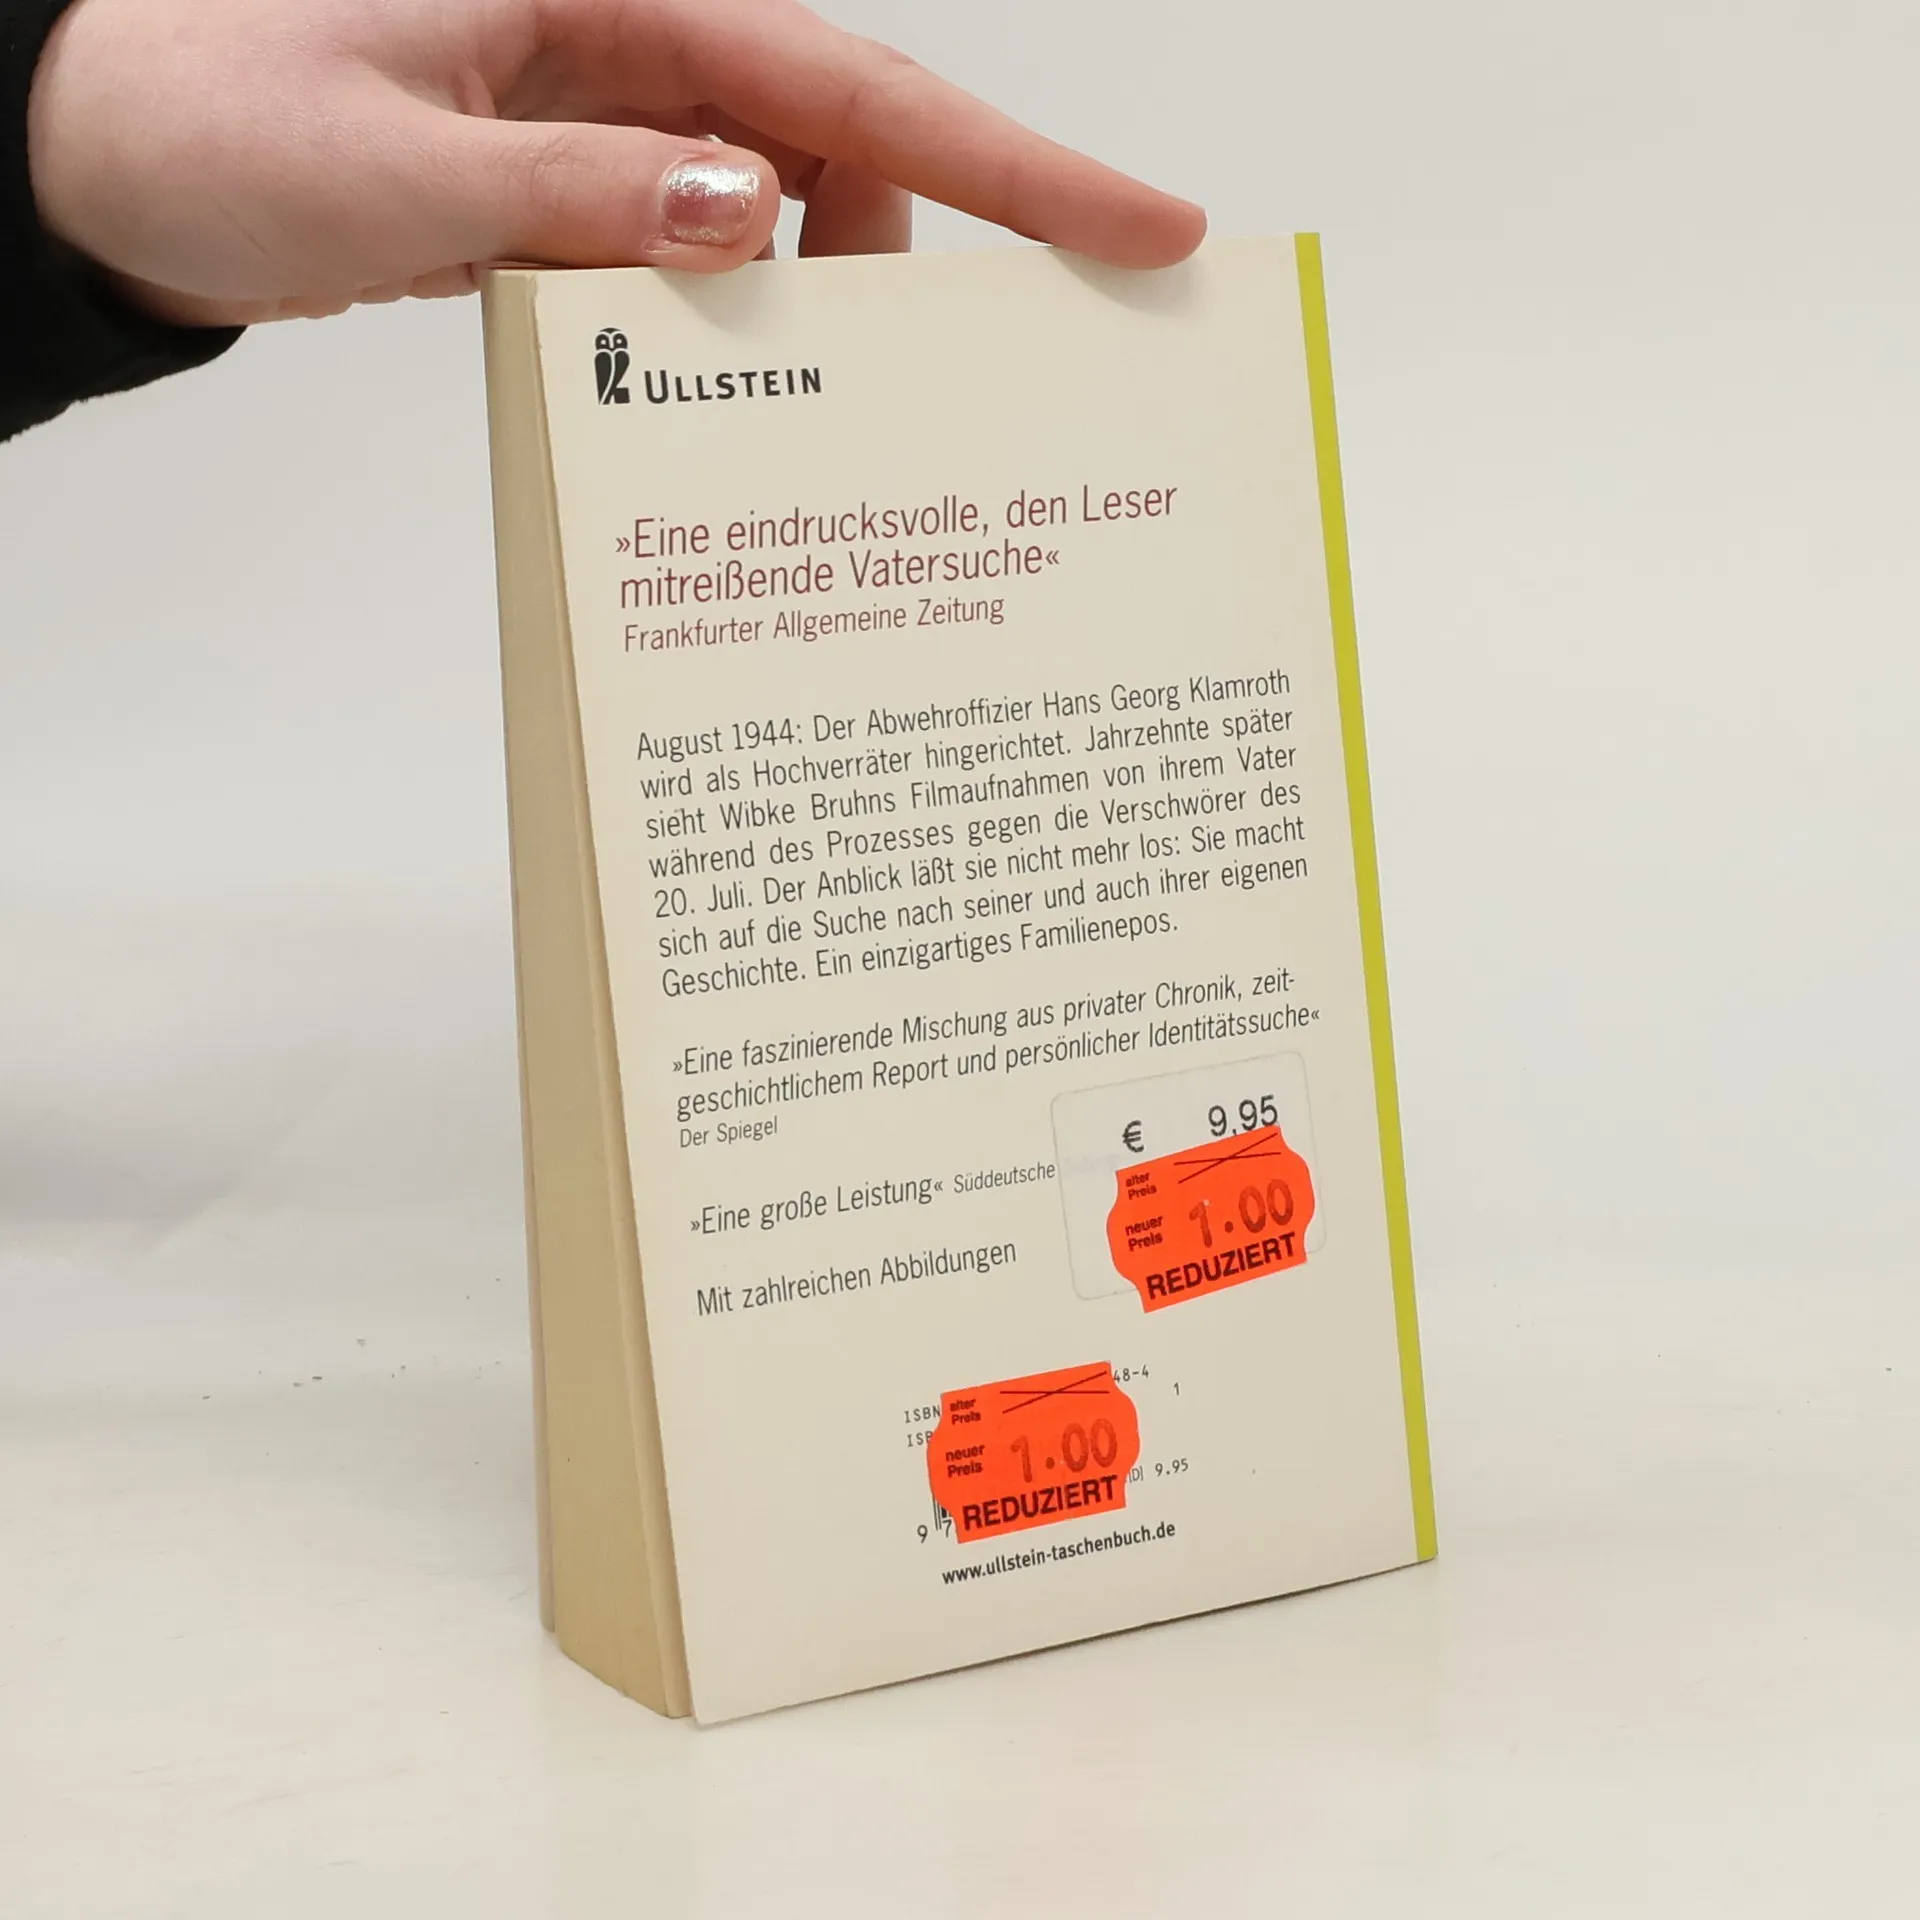 ULLSTEIN
»Eine eindrucksvolle, den Leser
mitreißende Vatersuche«
Frankfurter Allgemeine Zeitung
August 1944: Der Abwehroffizier Hans Georg Klamroth
wird als Hochverräter hingerichtet. Jahrzehnte später
sieht Wibke Bruhns Filmaufnahmen von ihrem Vater
während des Prozesses gegen die Verschwörer des
20. Juli. Der Anblick läßt sie nicht mehr los: Sie macht
sich auf die Suche nach seiner und auch ihrer eigenen
Geschichte. Ein einzigartiges Familienepos.
»Eine faszinierende Mischung aus privater Chronik, zeit-
geschichtlichem Report und persönlicher Identitätssuche«
Der Spiegel
€ 9,95
»Eine große Leistung« Süddeutsche
alter
Preis
neuer
Preis 1.00
REDUZIERT
Mit zahlreichen Abbildungen
ISBN 48-4
1
alter
Preis
neuer
Preis 1.00
REDUZIERT
9.95
9 7
www.ullstein-taschenbuch.de